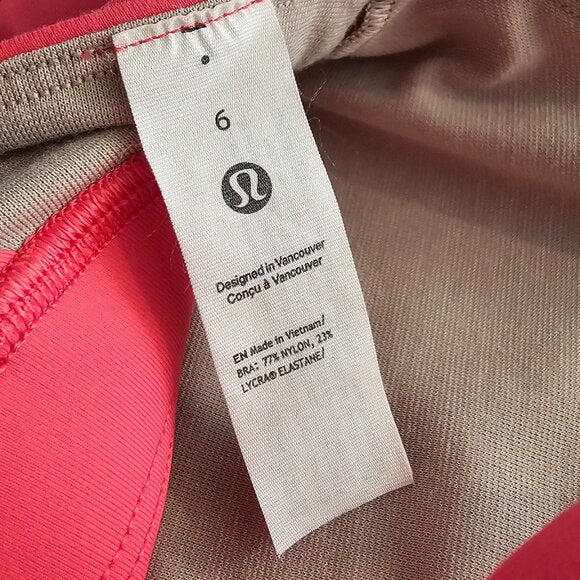 6
Designed in Vancouver
Conçu à Vancouver
EN Made in Vietnam/
BRA: 77% NYLON, 23%
LYCRA® ELASTANE/